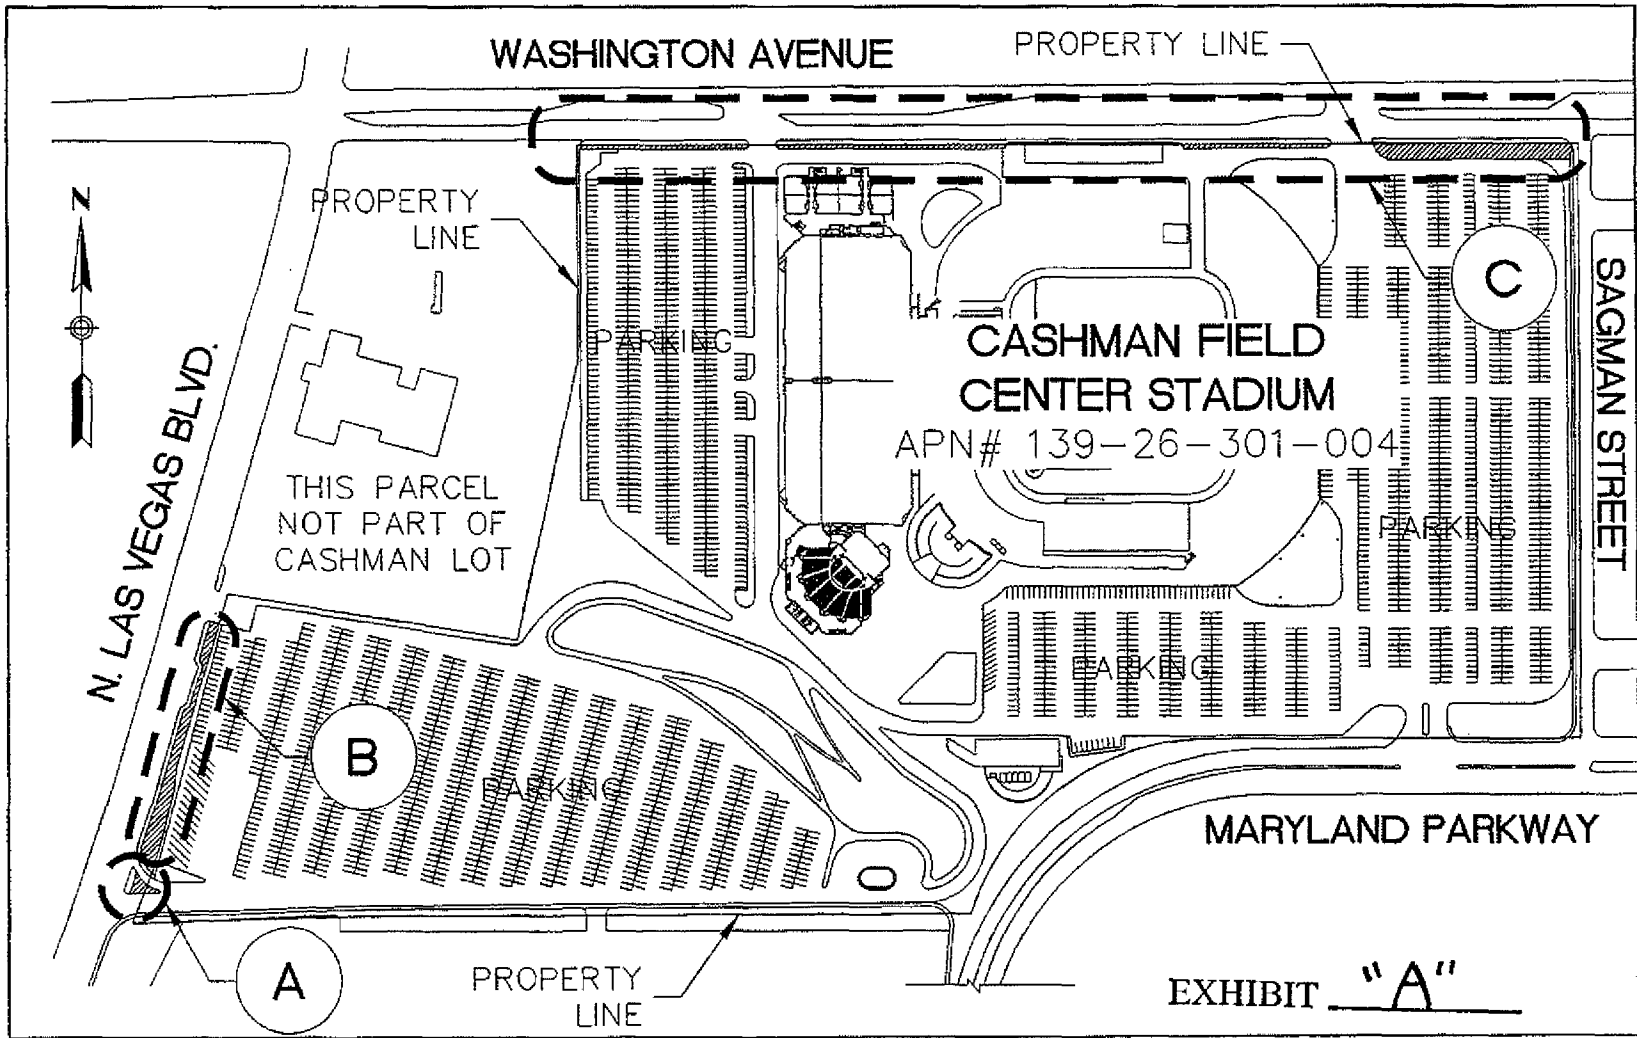 WASHINGTON AVENUE
PROPERTY LINE
N
PROPERTY
LINE
C
PARKING
CASHMAN FIELD
CENTER STADIUM
APN# 139-26-301-004
SAGMAN STREET
N. LAS VEGAS BLVD.
THIS PARCEL
NOT PART OF
CASHMAN LOT
PARKING
PARKING
B
PARKING
MARYLAND PARKWAY
A
PROPERTY
LINE
EXHIBIT "A"